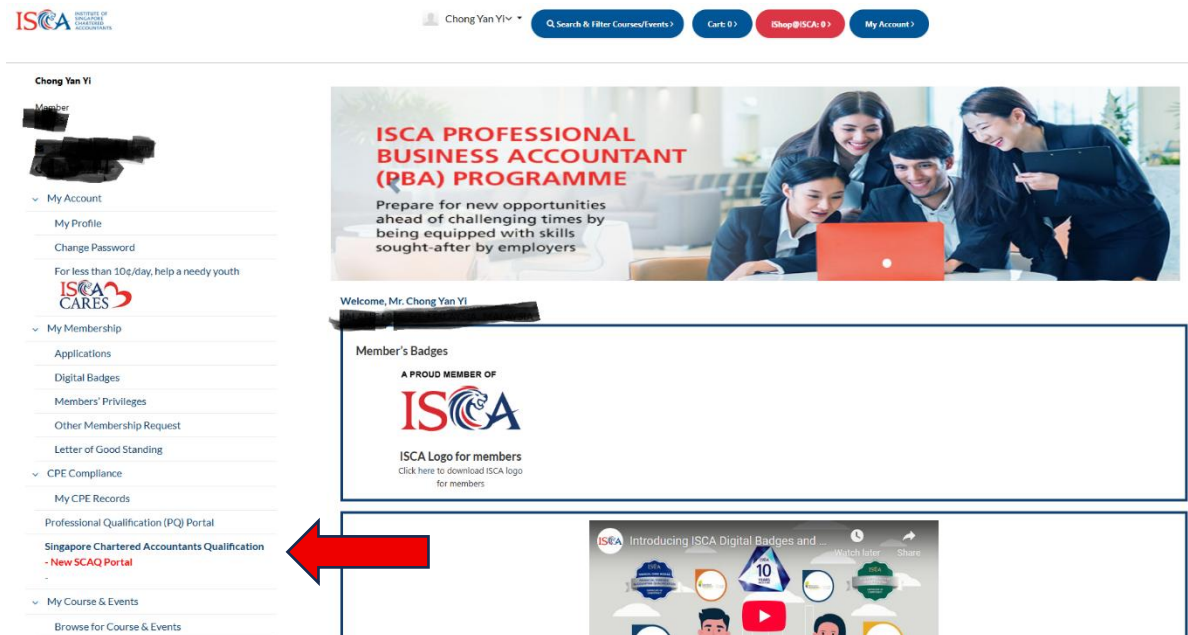 ISCA INSTITUTE OF
SINGAPORE
CHARTERED
ACCOUNTANTS
Chong Yan Yi
Search & Filter Courses/Events >
Cart: 0 >
iShop@ISCA: 0 >
My Account >
Chong Yan Yi
Member
My Account
My Profile
Change Password
For less than 10¢/day, help a needy youth
ISCA
CARES
My Membership
Applications
Digital Badges
Members' Privileges
Other Membership Request
Letter of Good Standing
CPE Compliance
My CPE Records
Professional Qualification (PQ) Portal
Singapore Chartered Accountants Qualification
- New SCAQ Portal
-
My Course & Events
Browse for Course & Events
ISCA PROFESSIONAL
BUSINESS ACCOUNTANT
(PBA) PROGRAMME
Prepare for new opportunities
ahead of challenging times by
being equipped with skills
sought-after by employers
Welcome, Mr. Chong Yan Yi
Member's Badges
A PROUD MEMBER OF
ISCA
ISCA Logo for members
Click here to download ISCA logo
for members
ISCA Introducing ISCA Digital Badges and ...
Watch later
Share
10